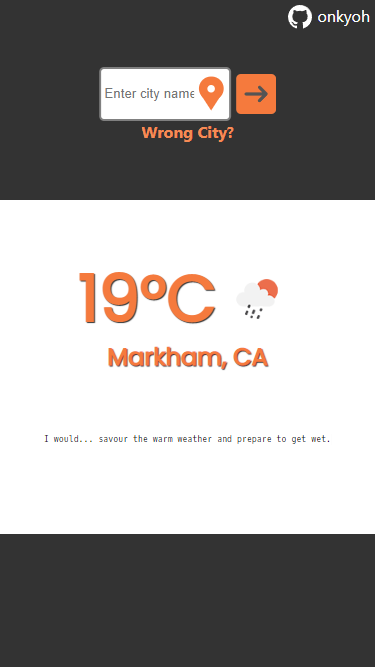 onkyoh
Enter city name
Wrong City?
19°C
Markham, CA
I would... savour the warm weather and prepare to get wet.